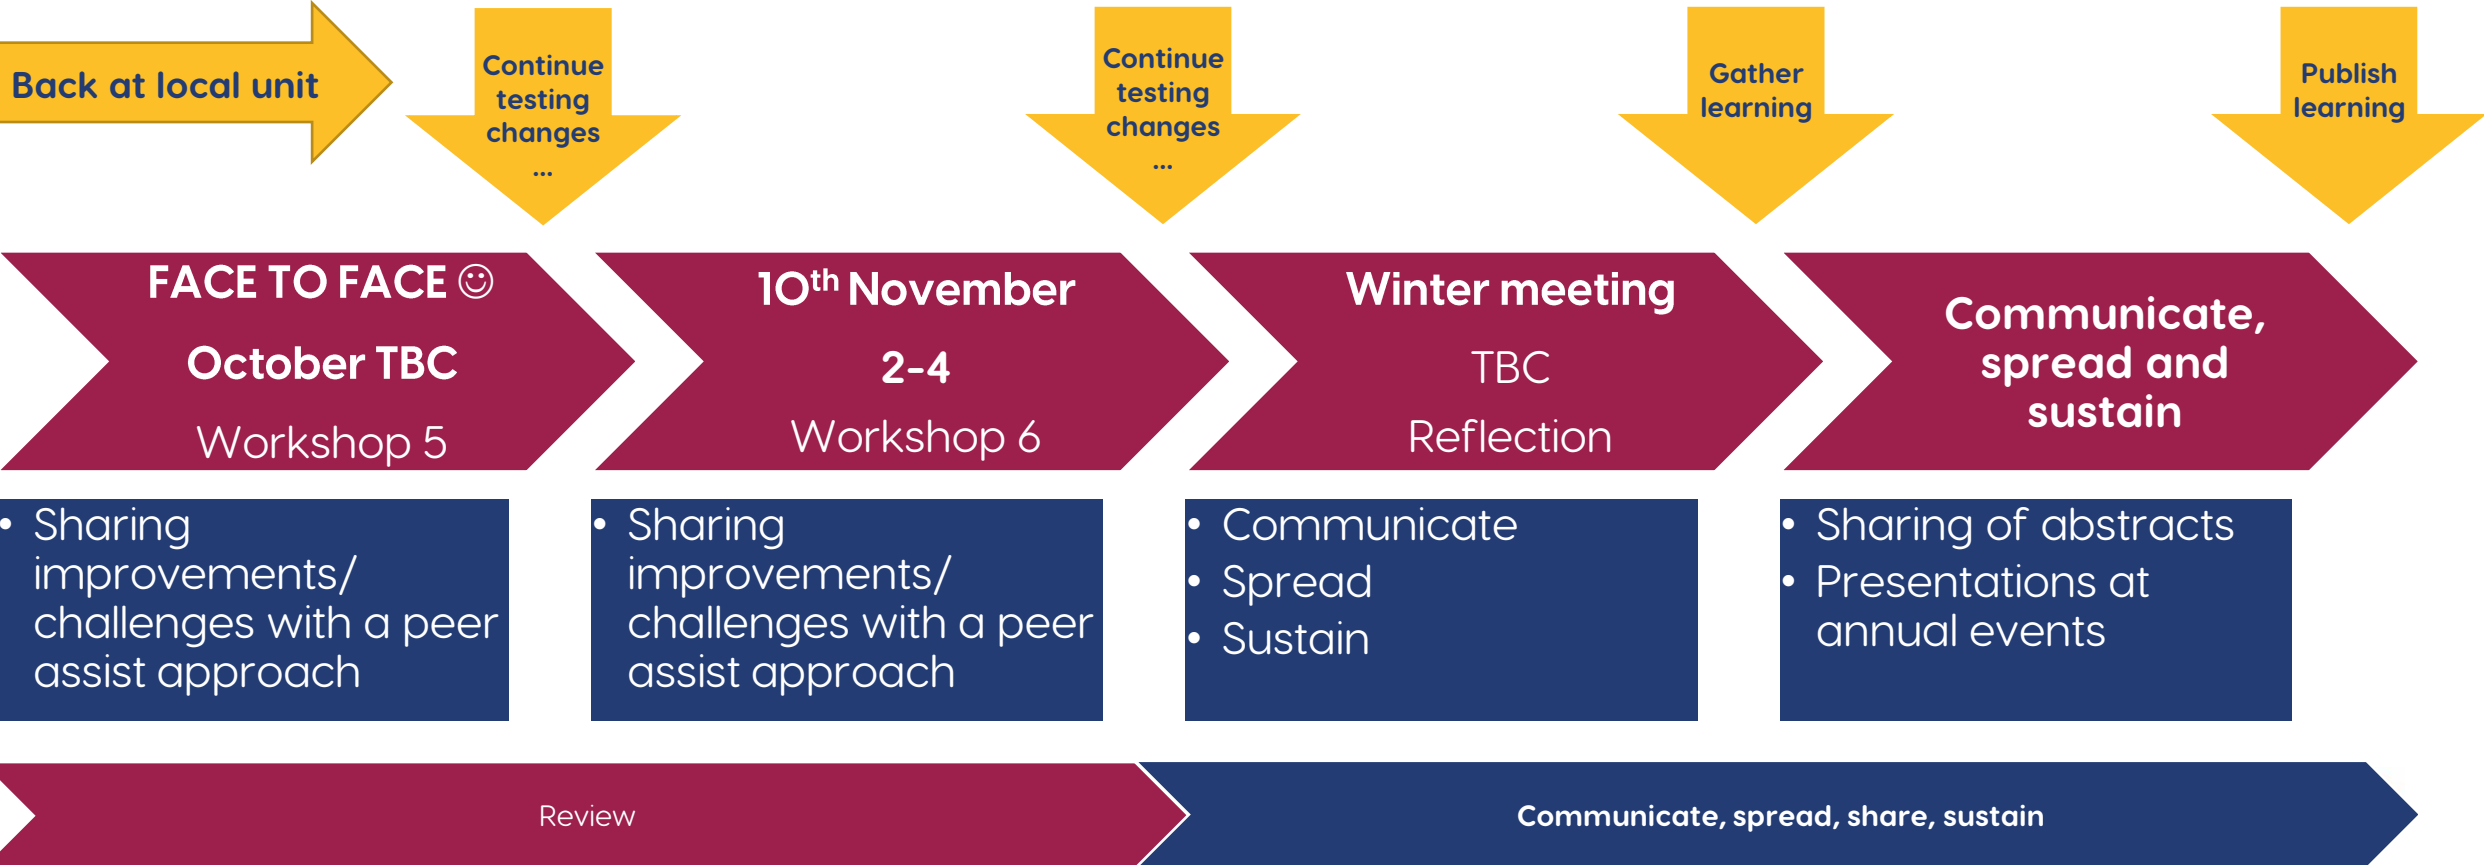 Back at local unit
Continue
testing
changes
...
Continue
testing
changes
...
Gather
learning
Publish
learning
FACE TO FACE ☺
October TBC
Workshop 5
10th November
2-4
Workshop 6
Winter meeting
TBC
Reflection
Communicate,
spread and
sustain
• Sharing
improvements/
challenges with a peer
assist approach
• Sharing
improvements/
challenges with a peer
assist approach
• Communicate
• Spread
• Sustain
• Sharing of abstracts
• Presentations at
annual events
Review
Communicate, spread, share, sustain